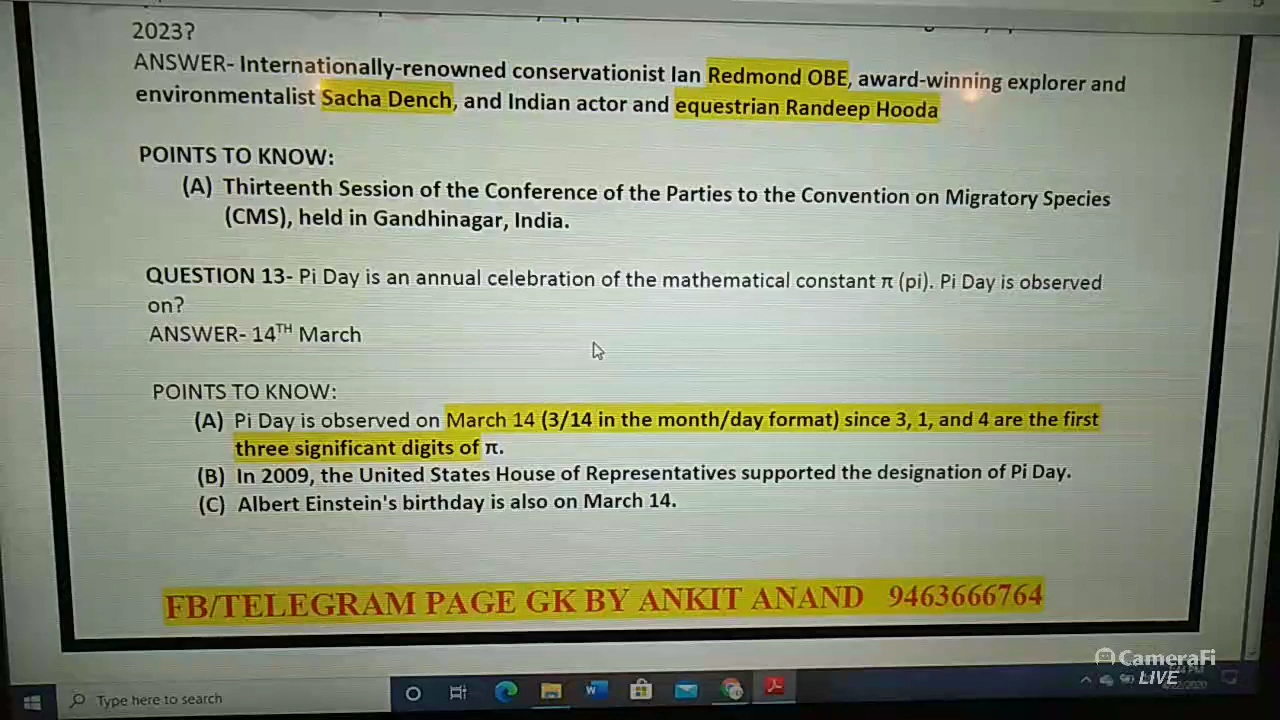 2023?
ANSWER- Internationally-renowned conservationist Ian Redmond OBE, award-winning explorer and
environmentalist Sacha Dench, and Indian actor and equestrian Randeep Hooda
POINTS TO KNOW:
(A) Thirteenth Session of the Conference of the Parties to the Convention on Migratory Species
(CMS), held in Gandhinagar, India.
QUESTION 13- Pi Day is an annual celebration of the mathematical constant π (pi). Pi Day is observed
on?
ANSWER- 14TH March
POINTS TO KNOW:
(A) Pi Day is observed on March 14 (3/14 in the month/day format) since 3, 1, and 4 are the first
three significant digits of π.
(B) In 2009, the United States House of Representatives supported the designation of Pi Day.
(C) Albert Einstein's birthday is also on March 14.
FB/TELEGRAM PAGE GK BY ANKIT ANAND 9463666764
CameraFi
LIVE
Type here to search